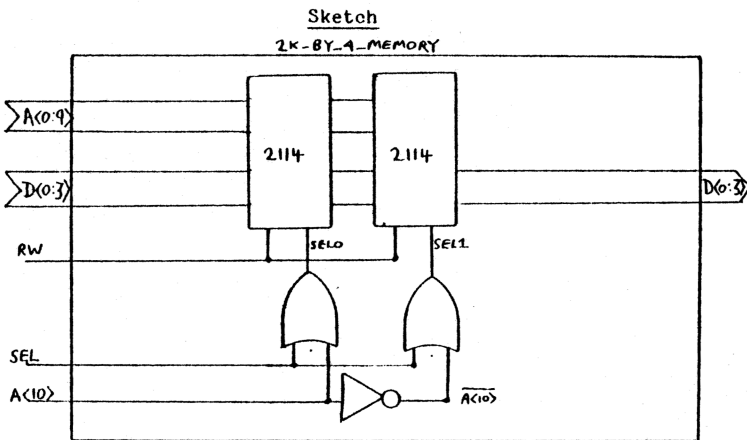 Sketch
2K-BY-4-MEMORY
A<0:9>
2114
2114
D<0:3>
D<0:3>
RW
SEL0
SEL1
SEL
A<10>
A<10>